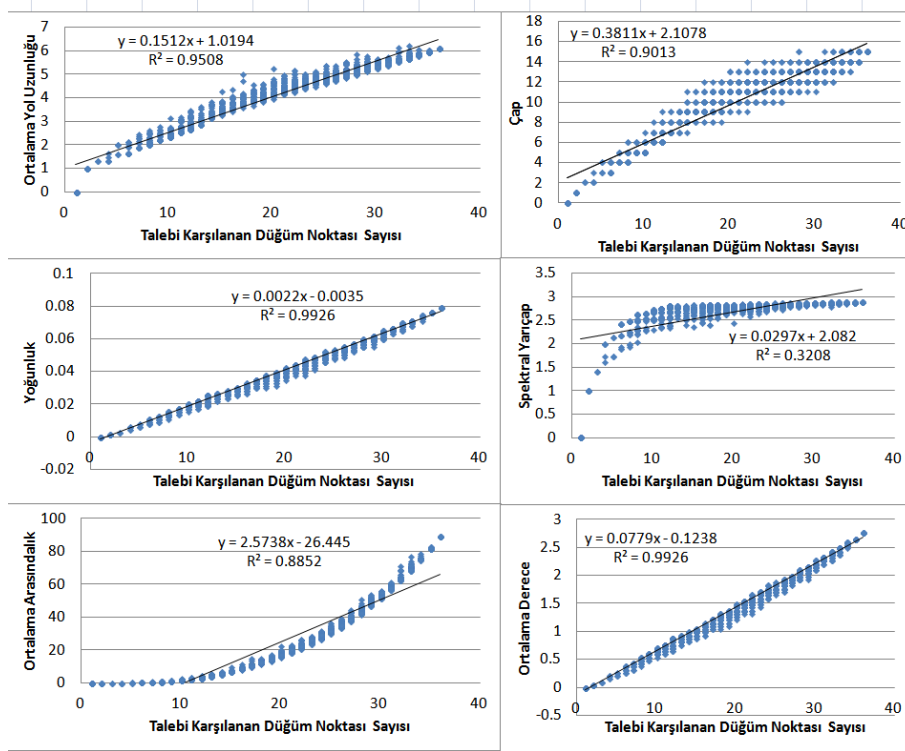 y = 0.1512x + 1.0194
R² = 0.9508
Ortalama Yol Uzunluğu
7
6
5
4
3
2
1
0
0 10 20 30 40
Talebi Karşılanan Düğüm Noktası Sayısı
y = 0.3811x + 2.1078
R² = 0.9013
Çap
18
16
14
12
10
8
6
4
2
0
0 10 20 30 40
Talebi Karşılanan Düğüm Noktası Sayısı
y = 0.0022x - 0.0035
R² = 0.9926
Yoğunluk
0.1
0.08
0.06
0.04
0.02
0
-0.02
0 10 20 30 40
Talebi Karşılanan Düğüm Noktası Sayısı
y = 0.0297x + 2.082
R² = 0.3208
Spektral Yarıçap
3.5
3
2.5
2
1.5
1
0.5
0
0 10 20 30 40
Talebi Karşılanan Düğüm Noktası Sayısı
y = 2.5738x - 26.445
R² = 0.8852
Ortalama Arasındalık
100
80
60
40
20
0
0 10 20 30 40
Talebi Karşılanan Düğüm Noktası Sayısı
y = 0.0779x - 0.1238
R² = 0.9926
Ortalama Derece
3
2.5
2
1.5
1
0.5
0
-0.5
0 10 20 30 40
Talebi Karşılanan Düğüm Noktası Sayısı